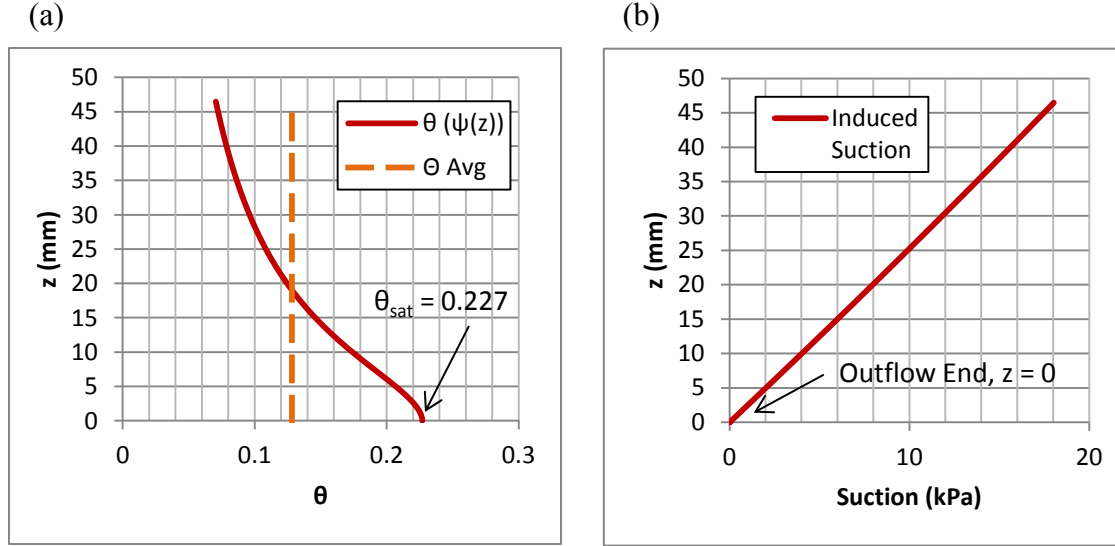 (a)
50
45
40
35
30
25
20
15
10
5
0
z (mm)
0
0.1
0.2
0.3
θ
θ (ψ(z))
Θ Avg
θsat = 0.227
(b)
50
45
40
35
30
25
20
15
10
5
0
z (mm)
0
10
20
Suction (kPa)
Induced
Suction
Outflow End, z = 0